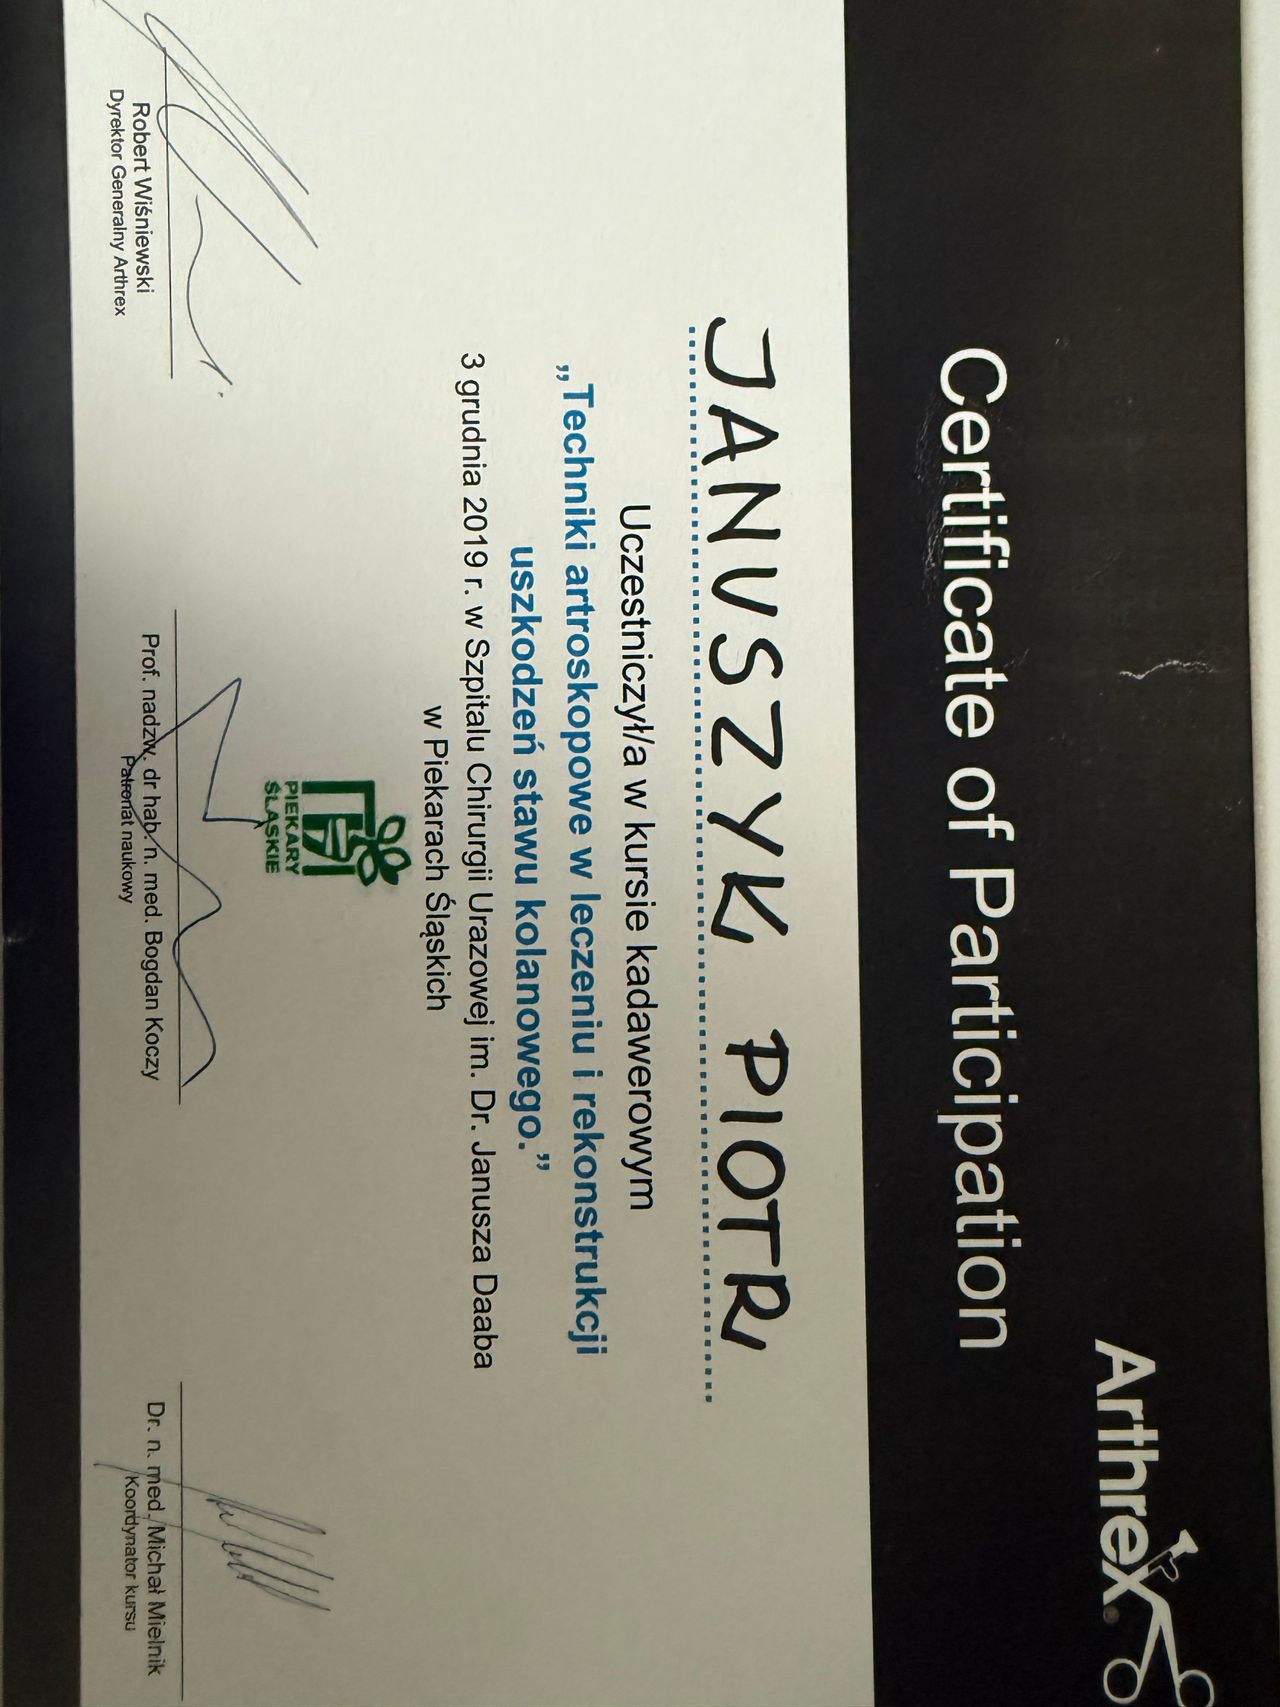 Arthrex®
Certificate of Participation
JANUSZYK PIOTR
Uczestniczył/a w kursie kadawerowym
„Techniki artroskopowe w leczeniu i rekonstrukcji
uszkodzeń stawu kolanowego.”
3 grudnia 2019 r. w Szpitalu Chirurgii Urazowej im. Dr. Janusza Daaba
w Piekarach Śląskich
PIEKARY
ŚLĄSKIE
Robert Wiśniewski
Dyrektor Generalny Arthrex
Prof. nadzw. dr hab. n. med. Bogdan Koczy
Patronat naukowy
Dr. n. med. Michał Mielnik
Koordynator kursu